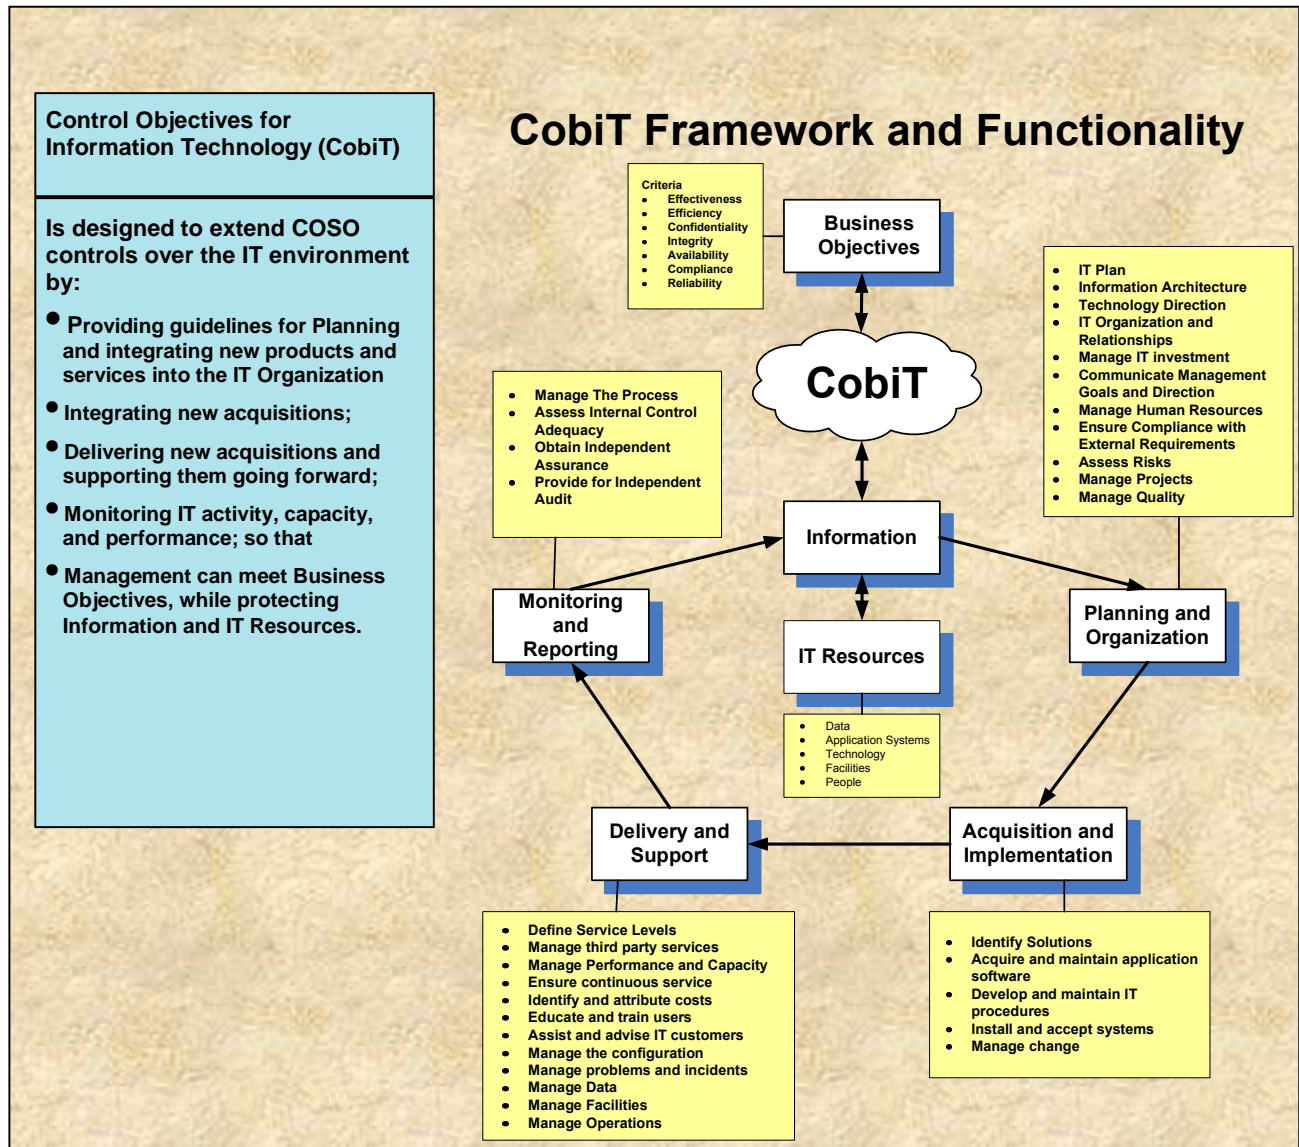 Control Objectives for
Information Technology (CobiT)
Is designed to extend COSO
controls over the IT environment
by:
• Providing guidelines for Planning
and integrating new products and
services into the IT Organization
• Integrating new acquisitions;
• Delivering new acquisitions and
supporting them going forward;
• Monitoring IT activity, capacity,
and performance; so that
• Management can meet Business
Objectives, while protecting
Information and IT Resources.
CobiT Framework and Functionality
Criteria
• Effectiveness
• Efficiency
• Confidentiality
• Integrity
• Availability
• Compliance
• Reliability
Business
Objectives
• IT Plan
• Information Architecture
• Technology Direction
• IT Organization and
Relationships
• Manage IT investment
• Communicate Management
Goals and Direction
• Manage Human Resources
• Ensure Compliance with
External Requirements
• Assess Risks
• Manage Projects
• Manage Quality
CobiT
• Manage The Process
• Assess Internal Control
Adequacy
• Obtain Independent
Assurance
• Provide for Independent
Audit
Information
Monitoring
and
Reporting
Planning and
Organization
IT Resources
• Data
• Application Systems
• Technology
• Facilities
• People
Delivery and
Support
Acquisition and
Implementation
• Define Service Levels
• Manage third party services
• Manage Performance and Capacity
• Ensure continuous service
• Identify and attribute costs
• Educate and train users
• Assist and advise IT customers
• Manage the configuration
• Manage problems and incidents
• Manage Data
• Manage Facilities
• Manage Operations
• Identify Solutions
• Acquire and maintain application
software
• Develop and maintain IT
procedures
• Install and accept systems
• Manage change